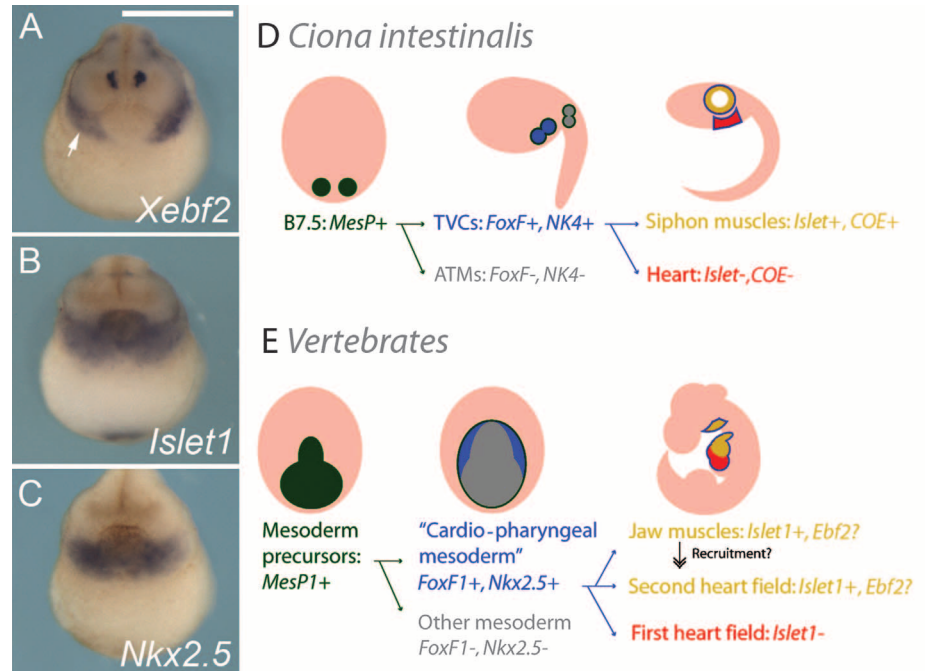 A
Xebf2
B
Islet1
C
Nkx2.5
D Ciona intestinalis
B7.5: MesP+
TVCs: FoxF+, NK4+
Siphon muscles: Islet+, COE+
ATMs: FoxF-, NK4-
Heart: Islet-,COE-
E Vertebrates
Mesoderm
precursors:
MesP1+
"Cardio-pharyngeal
mesoderm"
FoxF1+, Nkx2.5+
Other mesoderm
FoxF1-, Nkx2.5-
Jaw muscles: Islet1+, Ebf2?
Recruitment?
Second heart field: Islet1+, Ebf2?
First heart field: Islet1-